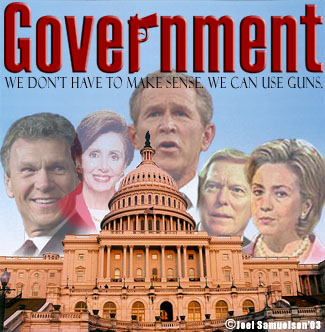 Government
WE DON'T HAVE TO MAKE SENSE. WE CAN USE GUNS.
©Joel Samuelsen'03